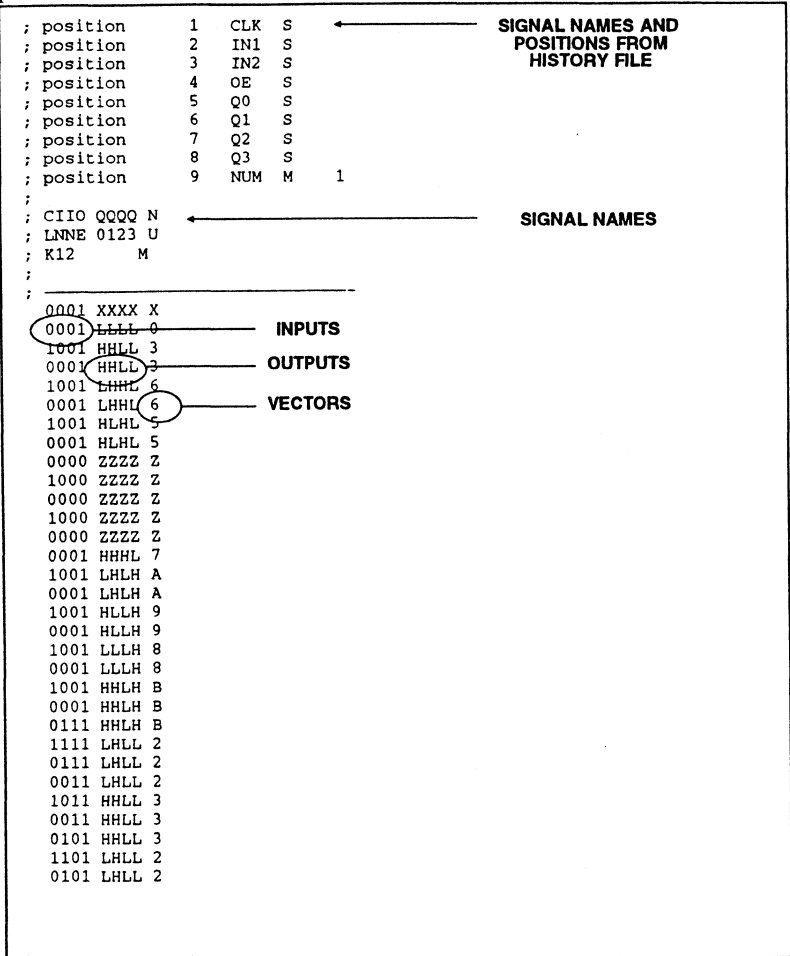 ; position 1 CLK S SIGNAL NAMES AND
; position 2 IN1 S POSITIONS FROM
; position 3 IN2 S HISTORY FILE
; position 4 OE S
; position 5 Q0 S
; position 6 Q1 S
; position 7 Q2 S
; position 8 Q3 S
; position 9 NUM M 1
;
; CIIO QQQQ N SIGNAL NAMES
; LNNE 0123 U
; K12 M
;
;
0001 XXXX X
0001 LLLL 0 INPUTS
1001 HHLL 3
0001 HHLL 3 OUTPUTS
1001 LHHL 6
0001 LHHL 6 VECTORS
1001 HLHL 5
0001 HLHL 5
0000 ZZZZ Z
1000 ZZZZ Z
0000 ZZZZ Z
1000 ZZZZ Z
0000 ZZZZ Z
0001 HHHL 7
1001 LHLH A
0001 LHLH A
1001 HLLH 9
0001 HLLH 9
1001 LLLH 8
0001 LLLH 8
1001 HHLH B
0001 HHLH B
0111 HHLH B
1111 LHLL 2
0111 LHLL 2
0011 LHLL 2
1011 HHLL 3
0011 HHLL 3
0101 HHLL 3
1101 LHLL 2
0101 LHLL 2